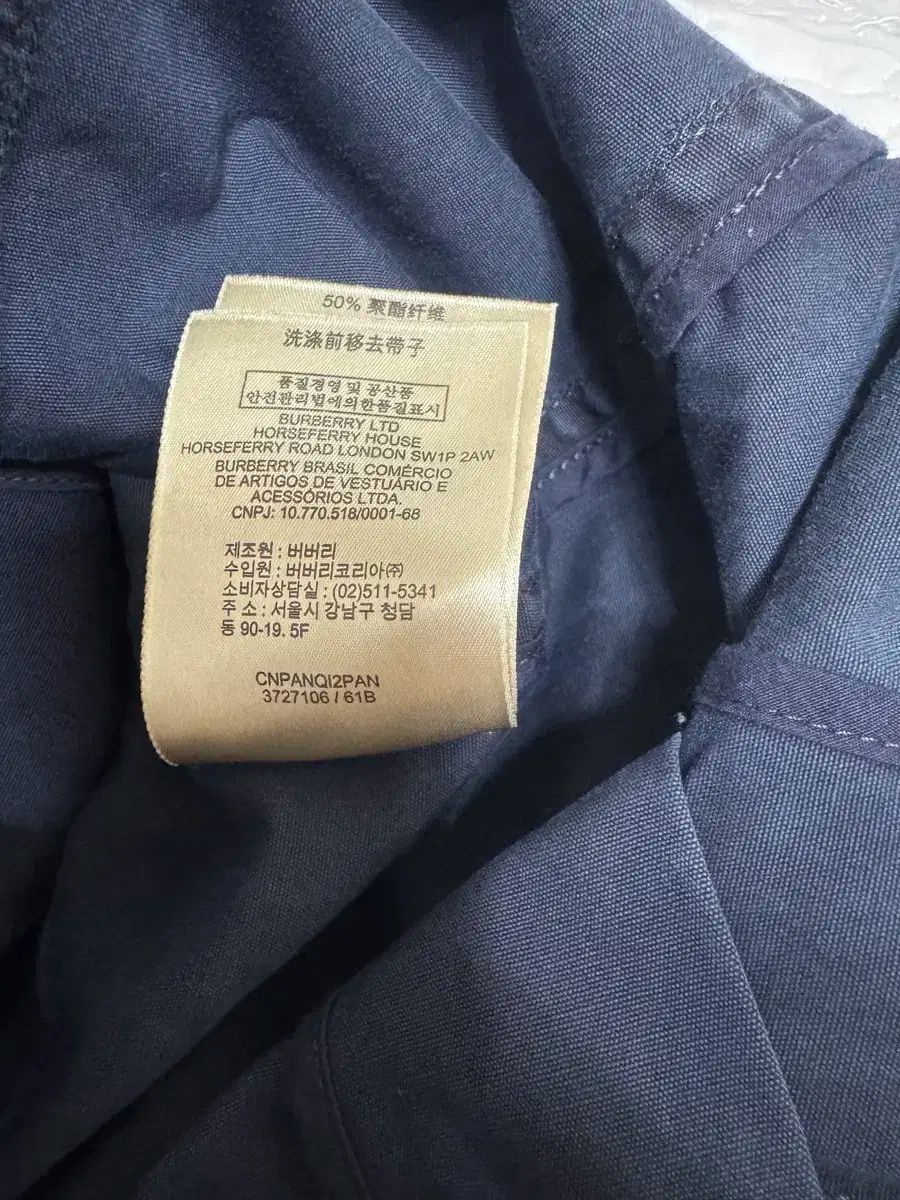 50% 聚酯纤维
洗涤前移去带子
품질경영 및 공산품
안전관리법에의한품질표시
BURBERRY LTD
HORSEFERRY HOUSE
HORSEFERRY ROAD LONDON SW1P 2AW
BURBERRY BRASIL COMÉRCIO
DE ARTIGOS DE VESTUÁRIO E
ACESSÓRIOS LTDA.
CNPJ: 10.770.518/0001-68
제조원 : 버버리
수입원 : 버버리코리아㈜
소비자상담실 : (02)511-5341
주 소 : 서울시 강남구 청담
동 90-19. 5F
CNPANQI2PAN
3727106 / 61B